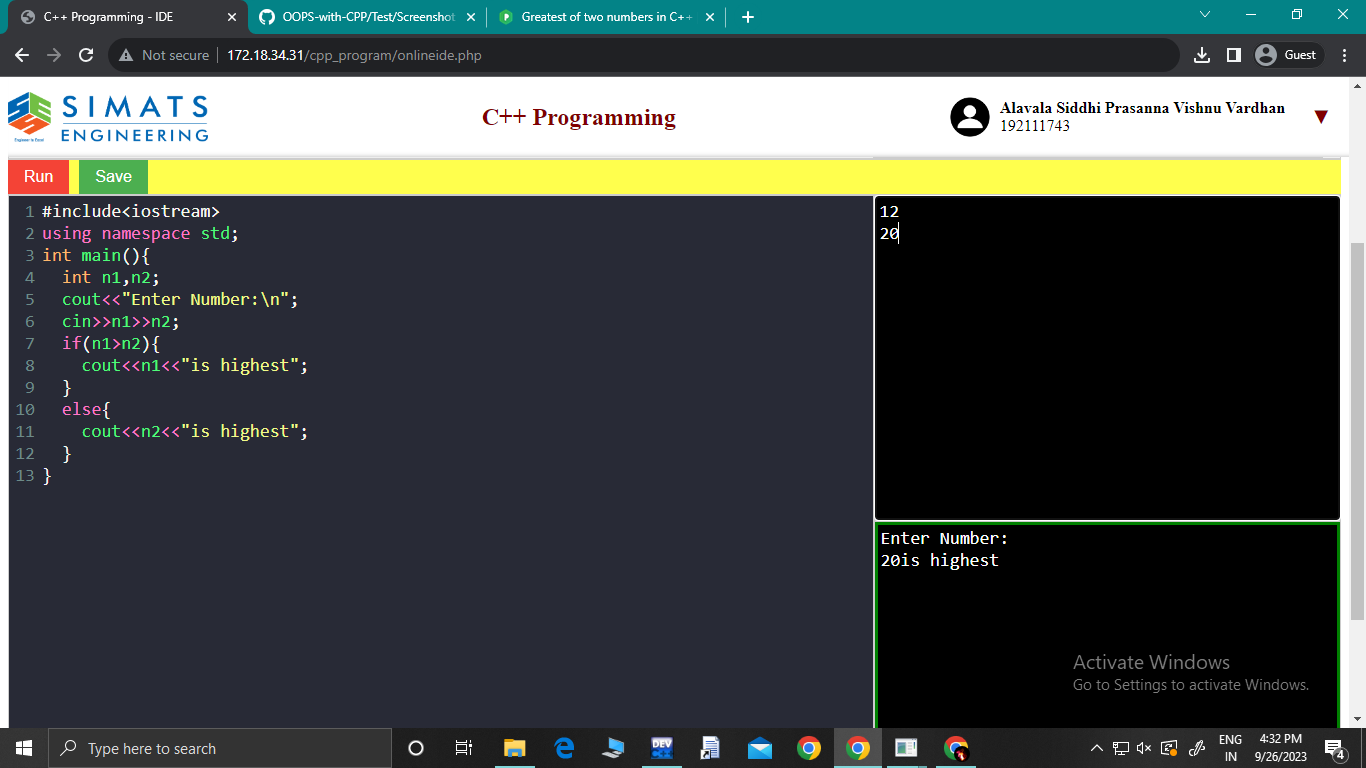 C++ Programming - IDE
OOPS-with-CPP/Test/Screenshot
Greatest of two numbers in C++
Not secure
172.18.34.31/cpp_program/onlineide.php
Guest
SIMATS
ENGINEERING
C++ Programming
Alavala Siddhi Prasanna Vishnu Vardhan
192111743
Run
Save
1 #include<iostream>
2 using namespace std;
3 int main(){
4   int n1,n2;
5   cout<<"Enter Number:\n";
6   cin>>n1>>n2;
7   if(n1>n2){
8     cout<<n1<<"is highest";
9   }
10   else{
11     cout<<n2<<"is highest";
12   }
13 }
12
20
Enter Number:
20is highest
Activate Windows
Go to Settings to activate Windows.
Type here to search
DEV
ENG
IN
4:32 PM
9/26/2023
4